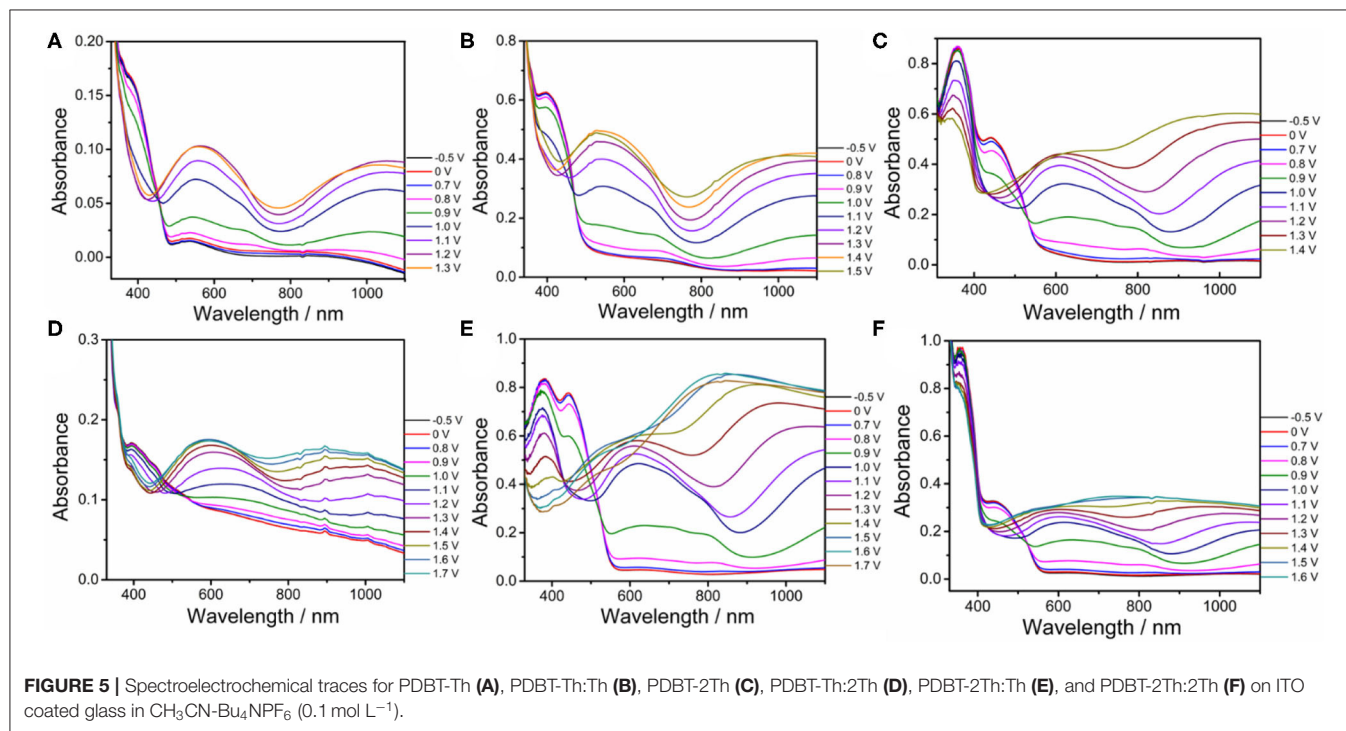 A
0.20
0.15
0.10
0.05
0.00
Absorbance
400 600 800 1000
Wavelength / nm
-0.5 V
0 V
0.7 V
0.8 V
0.9 V
1.0 V
1.1 V
1.2 V
1.3 V
B
0.8
0.6
0.4
0.2
0.0
Absorbance
400 600 800 1000
Wavelength / nm
-0.5 V
0 V
0.8 V
0.9 V
1.0 V
1.1 V
1.2 V
1.3 V
1.4 V
1.5 V
C
1.0
0.8
0.6
0.4
0.2
0.0
Absorbance
400 600 800 1000
Wavelength / nm
-0.5 V
0 V
0.7 V
0.8 V
0.9 V
1.0 V
1.1 V
1.2 V
1.3 V
1.4 V
D
0.3
0.2
0.1
0.0
Absorbance
400 600 800 1000
Wavelength / nm
-0.5 V
0 V
0.8 V
0.9 V
1.0 V
1.1 V
1.2 V
1.3 V
1.4 V
1.5 V
1.6 V
1.7 V
E
1.0
0.8
0.6
0.4
0.2
0.0
Absorbance
400 600 800 1000
Wavelength / nm
-0.5 V
0 V
0.7 V
0.8 V
0.9 V
1.0 V
1.1 V
1.2 V
1.3 V
1.4 V
1.5 V
1.6 V
1.7 V
F
1.0
0.8
0.6
0.4
0.2
0.0
Absorbance
400 600 800 1000
Wavelength / nm
-0.5 V
0 V
0.7 V
0.8 V
0.9 V
1.0 V
1.1 V
1.2 V
1.3 V
1.4 V
1.5 V
1.6 V
FIGURE 5 | Spectroelectrochemical traces for PDBT-Th (A), PDBT-Th:Th (B), PDBT-2Th (C), PDBT-Th:2Th (D), PDBT-2Th:Th (E), and PDBT-2Th:2Th (F) on ITO
coated glass in CH₃CN-Bu₄NPF₆ (0.1 mol L⁻¹).